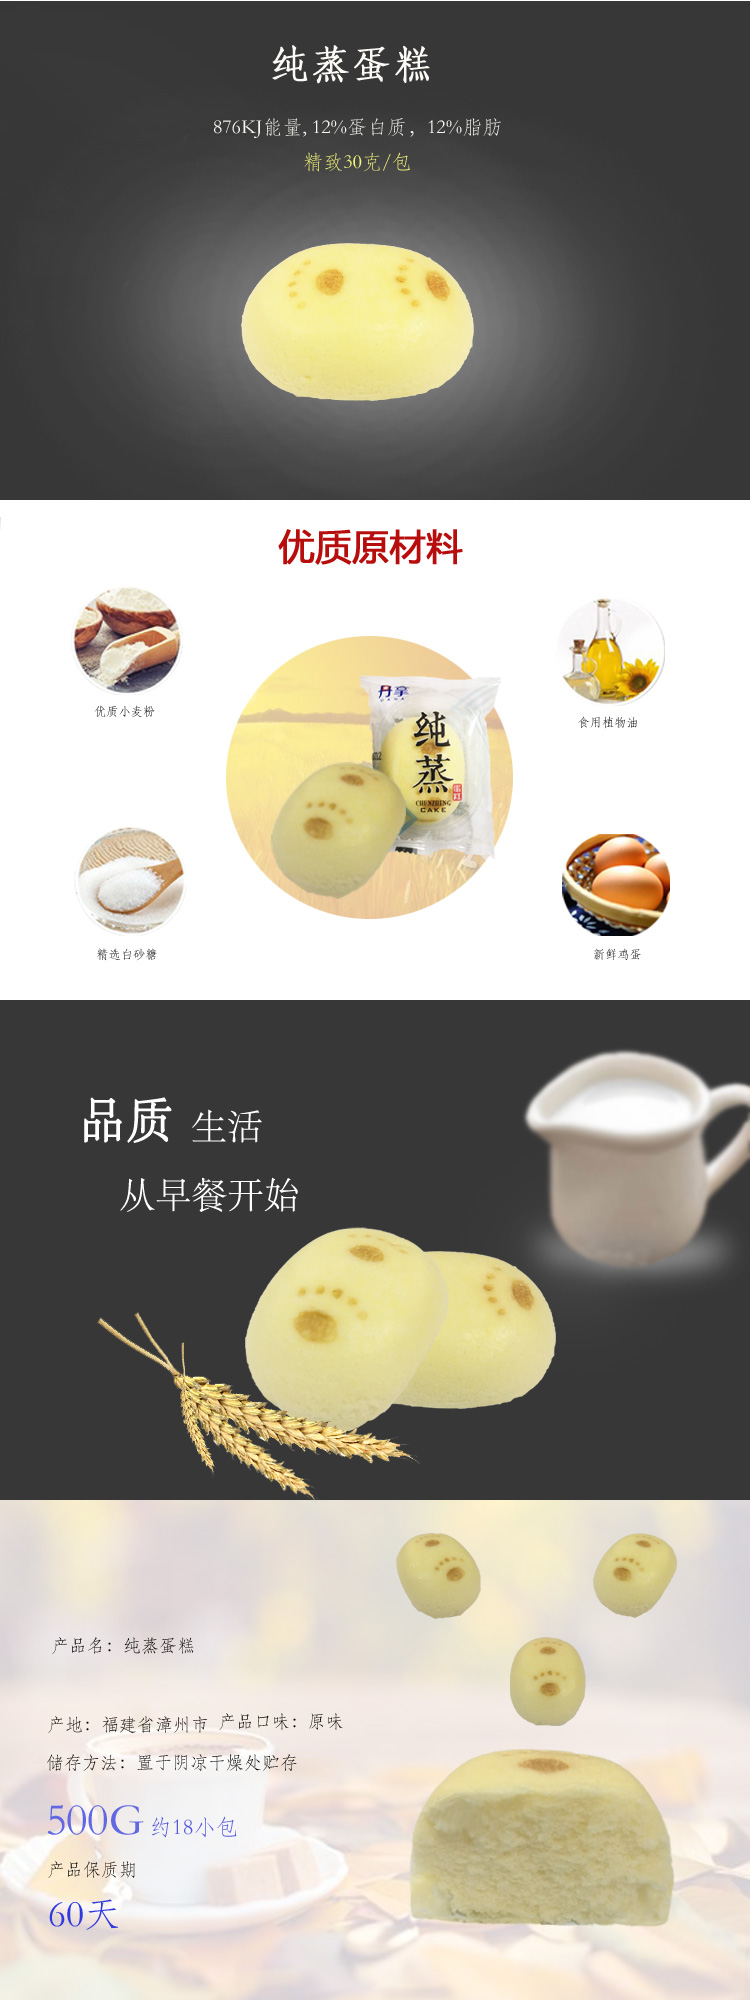 纯蒸蛋糕
876KJ能量, 12%蛋白质，12%脂肪
精致30克/包
优质原材料
优质小麦粉
食用植物油
丹拿
纯蒸
蛋糕
CHUNZHENG
CAKE
精选白砂糖
新鲜鸡蛋
品质 生活
从早餐开始
产品名：纯蒸蛋糕
产地：福建省漳州市 产品口味：原味
储存方法：置于阴凉干燥处贮存
500G 约18小包
产品保质期
60天